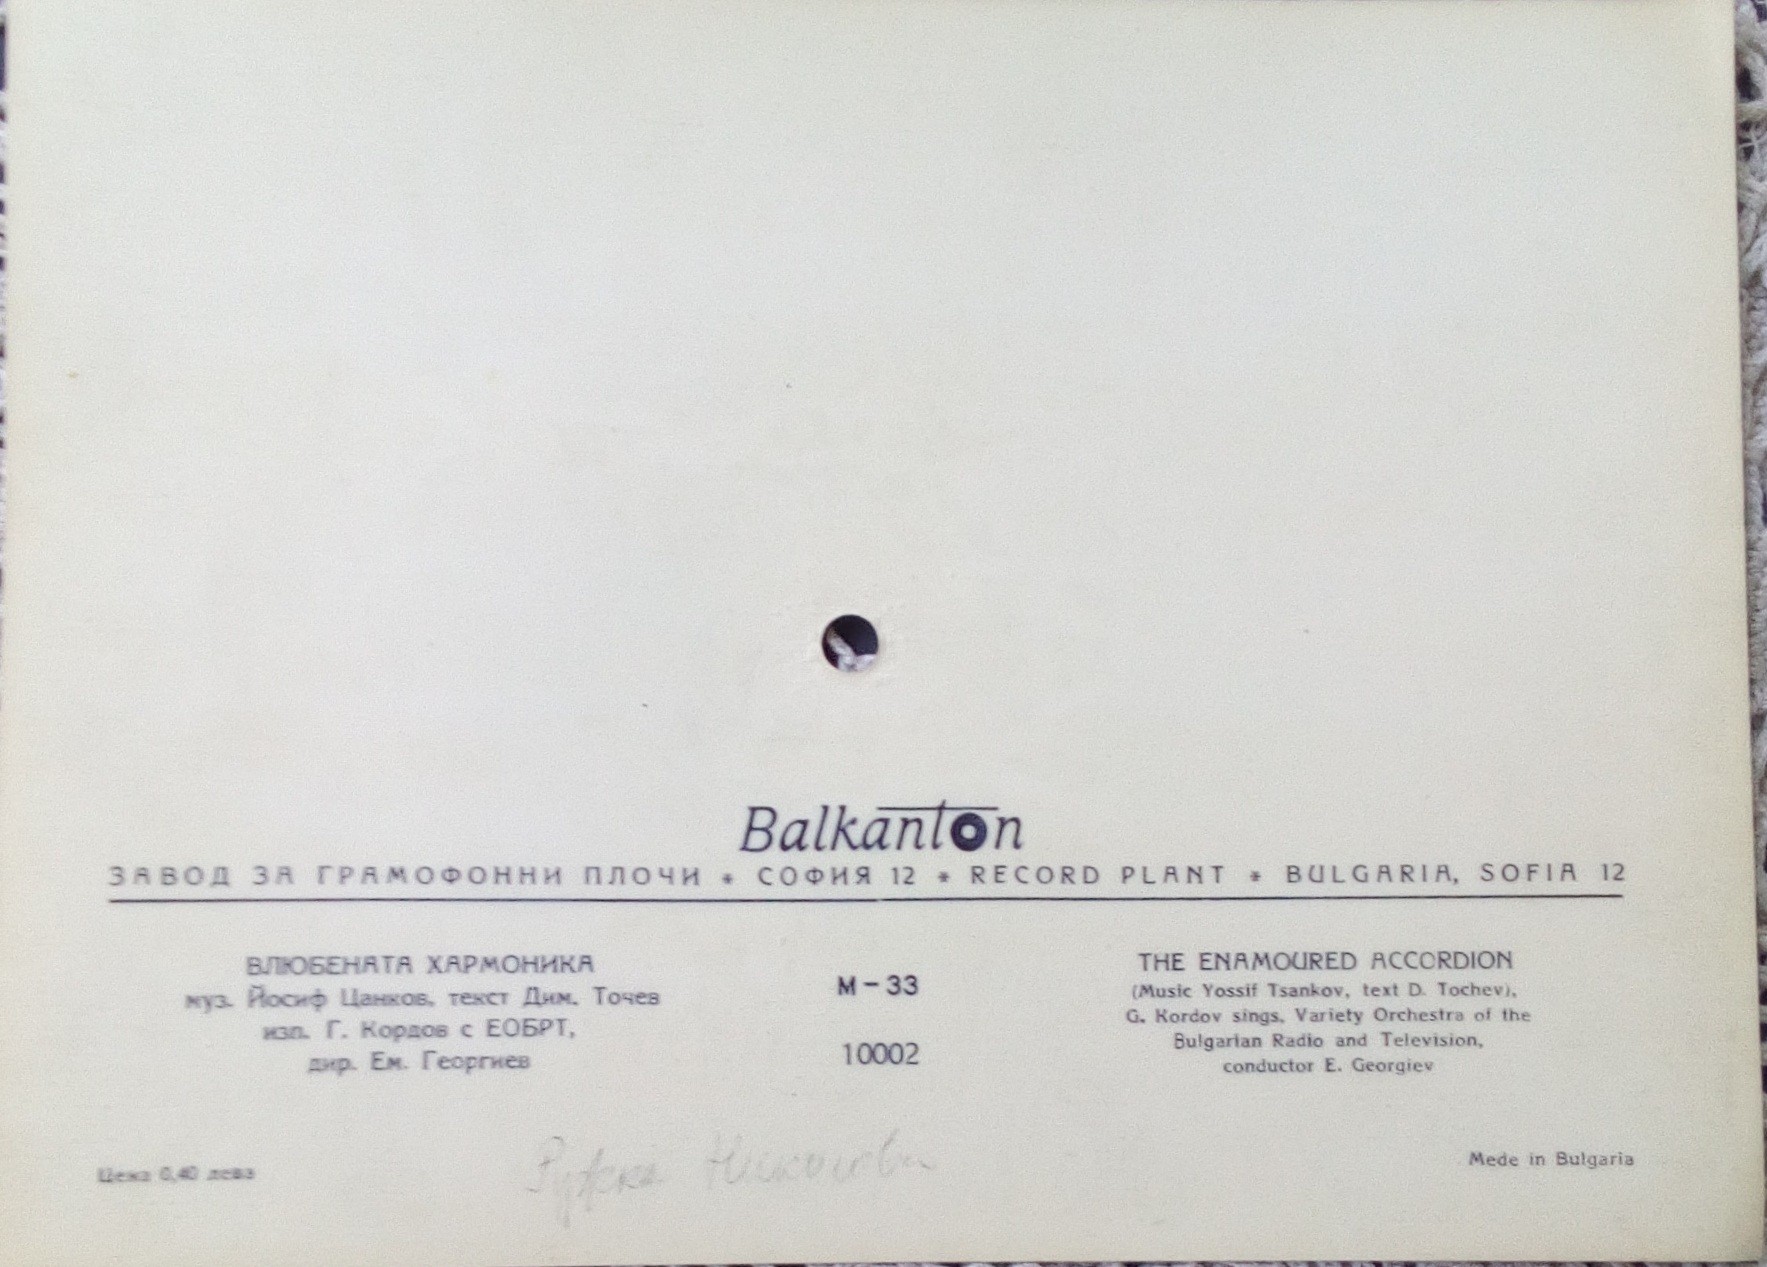 Balkanton
ЗАВОД ЗА ГРАМОФОННИ ПЛОЧИ * СОФИЯ 12 * RECORD PLANT * BULGARIA, SOFIA 12
ВЛЮБЕНАТА ХАРМОНИКА
муз. Йосиф Цанков, текст Дим. Точев
изп. Г. Кордов с ЕОБРТ,
дир. Ем. Георгиев
М-33
10002
THE ENAMOURED ACCORDION
(Music Yossif Tsankov, text D. Tochev),
G. Kordov sings, Variety Orchestra of the
Bulgarian Radio and Television,
conductor E. Georgiev
Цена 0,40 лева
Ружка Николова
Mede in Bulgaria